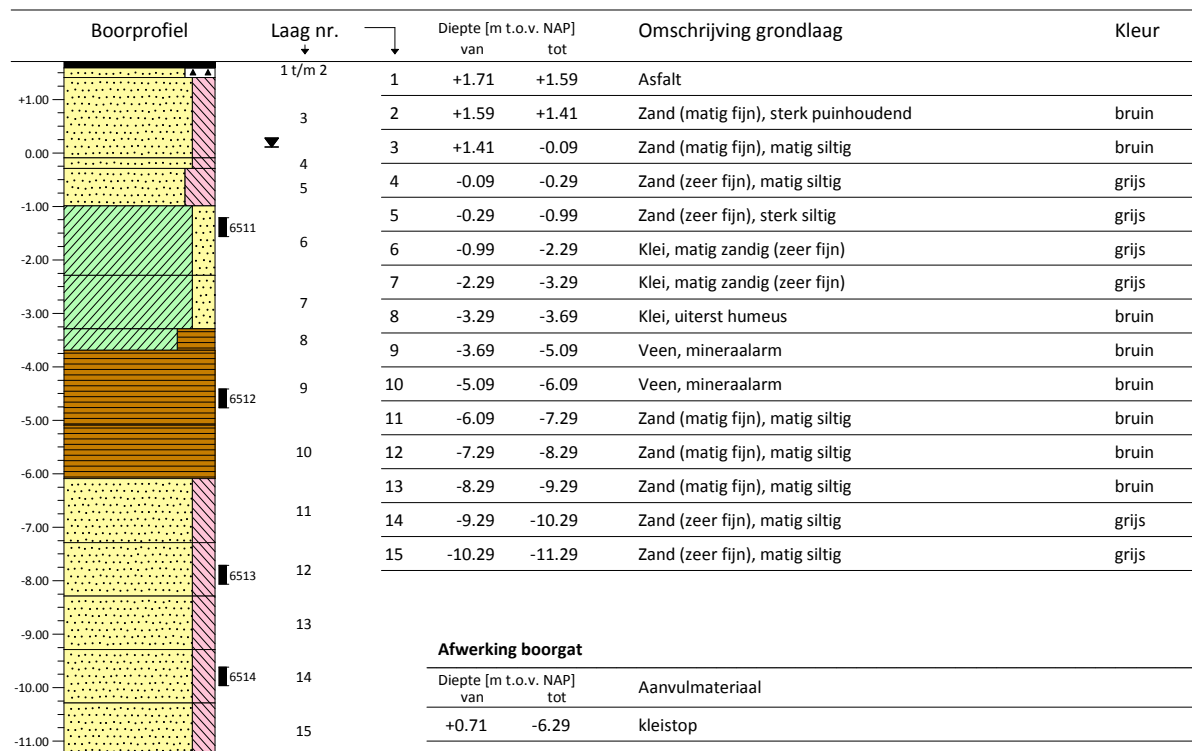 Boorprofiel Laag nr. Diepte [m t.o.v. NAP] Omschrijving grondlaag Kleur
van tot
1 t/m 2
1 +1.71 +1.59 Asfalt
2 +1.59 +1.41 Zand (matig fijn), sterk puinhoudend bruin
3 +1.41 -0.09 Zand (matig fijn), matig siltig bruin
4 -0.09 -0.29 Zand (zeer fijn), matig siltig grijs
5 -0.29 -0.99 Zand (zeer fijn), sterk siltig grijs
6 -0.99 -2.29 Klei, matig zandig (zeer fijn) grijs
7 -2.29 -3.29 Klei, matig zandig (zeer fijn) grijs
8 -3.29 -3.69 Klei, uiterst humeus bruin
9 -3.69 -5.09 Veen, mineraalarm bruin
10 -5.09 -6.09 Veen, mineraalarm bruin
11 -6.09 -7.29 Zand (matig fijn), matig siltig bruin
12 -7.29 -8.29 Zand (matig fijn), matig siltig bruin
13 -8.29 -9.29 Zand (matig fijn), matig siltig bruin
14 -9.29 -10.29 Zand (zeer fijn), matig siltig grijs
15 -10.29 -11.29 Zand (zeer fijn), matig siltig grijs
+1.00
3
0.00
4
5
-1.00
6511
6
-2.00
7
-3.00
8
-4.00
9
6512
-5.00
10
-6.00
11
-7.00
12
6513
-8.00
13
-9.00
14
6514
-10.00
15
-11.00
Afwerking boorgat
Diepte [m t.o.v. NAP] Aanvulmateriaal
van tot
+0.71 -6.29 kleistop